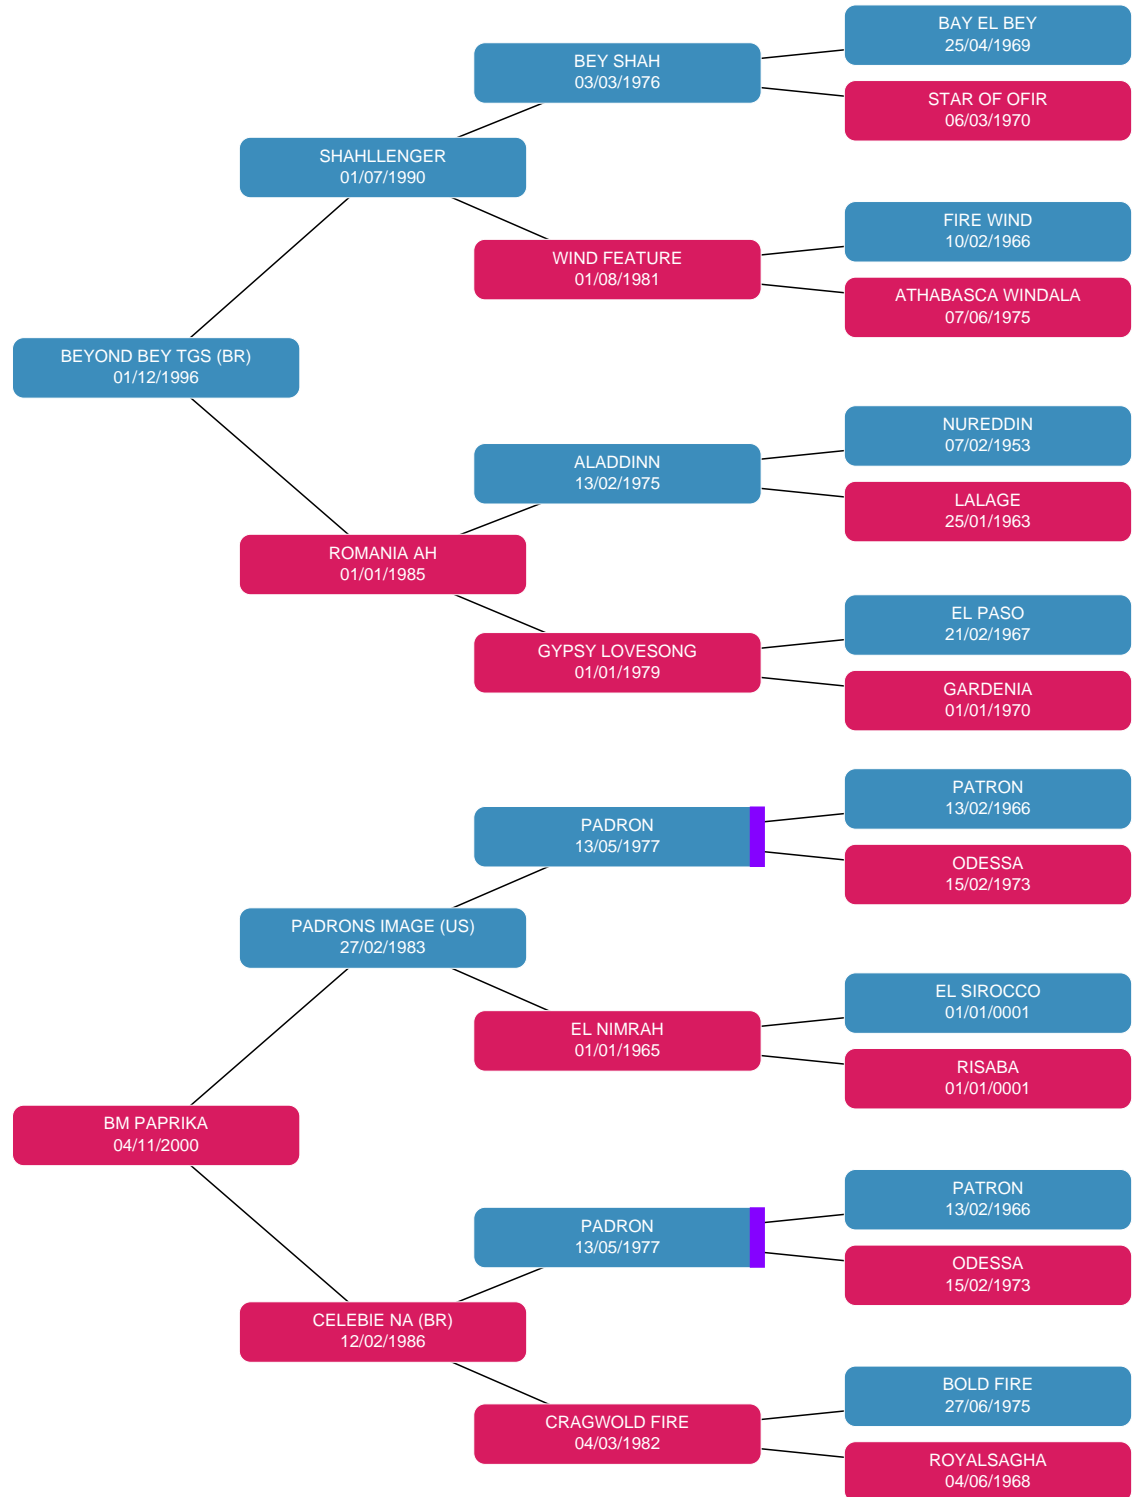 BAY EL BEY
25/04/1969
BEY SHAH
03/03/1976
STAR OF OFIR
06/03/1970
SHAHLLENGER
01/07/1990
FIRE WIND
10/02/1966
WIND FEATURE
01/08/1981
ATHABASCA WINDALA
07/06/1975
BEYOND BEY TGS (BR)
01/12/1996
NUREDDIN
07/02/1953
ALADDINN
13/02/1975
LALAGE
25/01/1963
ROMANIA AH
01/01/1985
EL PASO
21/02/1967
GYPSY LOVESONG
01/01/1979
GARDENIA
01/01/1970
PATRON
13/02/1966
PADRON
13/05/1977
ODESSA
15/02/1973
PADRONS IMAGE (US)
27/02/1983
EL SIROCCO
01/01/0001
EL NIMRAH
01/01/1965
RISABA
01/01/0001
BM PAPRIKA
04/11/2000
PATRON
13/02/1966
PADRON
13/05/1977
ODESSA
15/02/1973
CELEBIE NA (BR)
12/02/1986
BOLD FIRE
27/06/1975
CRAGWOLD FIRE
04/03/1982
ROYALSAGHA
04/06/1968